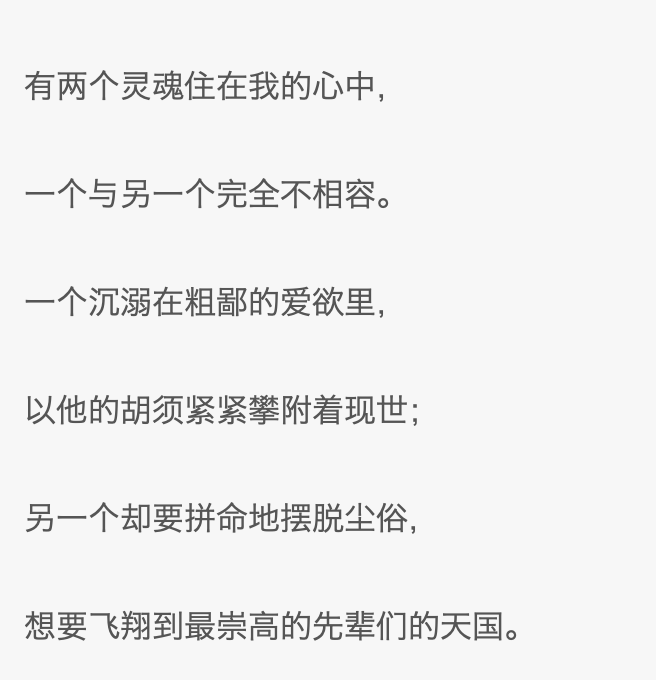 有两个灵魂住在我的心中,
一个与另一个完全不相容。
一个沉溺在粗鄙的爱欲里,
以他的胡须紧紧攀附着现世;
另一个却要拼命地摆脱尘俗,
想要飞翔到最崇高的先辈们的天国。